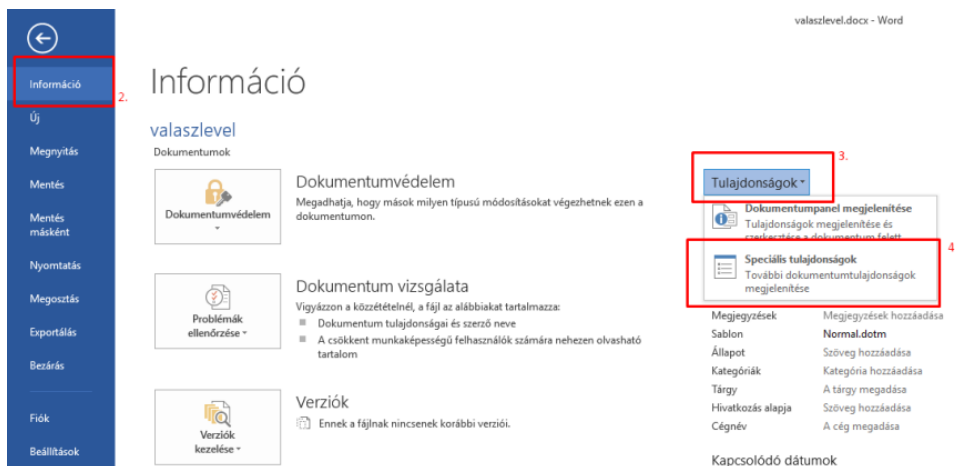 valaszlevel.docx - Word
Információ
2.
Új
Megnyitás
Mentés
Mentés
másként
Nyomtatás
Megosztás
Exportálás
Bezárás
Fiók
Beállítások
Információ
valaszlevel
Dokumentumok
Dokumentumvédelem
Dokumentumvédelem
Megadhatja, hogy mások milyen típusú módosításokat végezhetnek ezen a
dokumentumon.
Problémák
ellenőrzése
Dokumentum vizsgálata
Vigyázzon a közzétételnél, a fájl az alábbiakat tartalmazza:
Dokumentum tulajdonságai és szerző neve
A csökkent munkaképességű felhasználók számára nehezen olvasható
tartalom
Verziók
kezelése
Verziók
Ennek a fájlnak nincsenek korábbi verziói.
3.
Tulajdonságok
Dokumentumpanel megjelenítése
Tulajdonságok megjelenítése és
szerkesztése a dokumentum felett
4
Speciális tulajdonságok
További dokumentumtulajdonságok
megjelenítése
Megjegyzések Megjegyzések hozzáadása
Sablon Normal.dotm
Állapot Szöveg hozzáadása
Kategóriák Kategória hozzáadása
Tárgy A tárgy megadása
Hivatkozás alapja Szöveg hozzáadása
Cégnév A cég megadása
Kapcsolódó dátumok